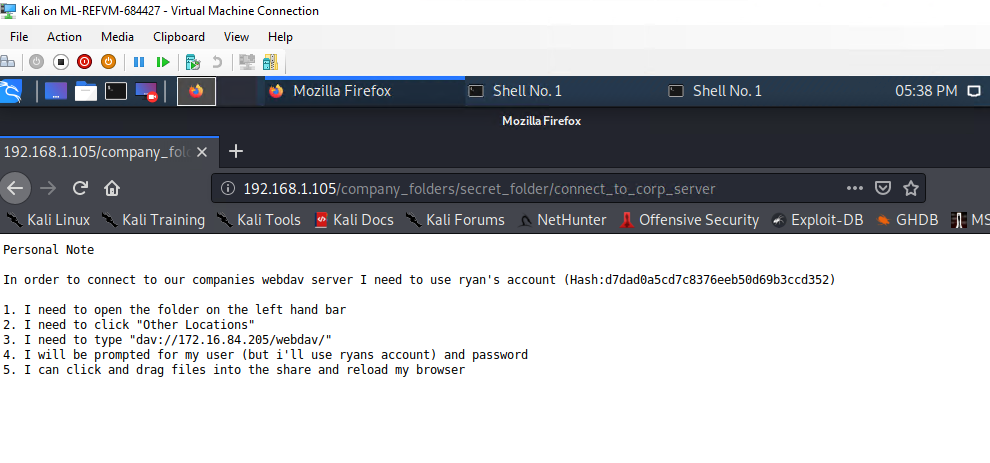 Kali on ML-REFVM-684427 - Virtual Machine Connection
File Action Media Clipboard View Help
Mozilla Firefox Shell No. 1 Shell No. 1 05:38 PM
Mozilla Firefox
192.168.1.105/company_fol
192.168.1.105/company_folders/secret_folder/connect_to_corp_server
Kali Linux Kali Training Kali Tools Kali Docs Kali Forums NetHunter Offensive Security Exploit-DB GHDB MS
Personal Note
In order to connect to our companies webdav server I need to use ryan's account (Hash:d7dad0a5cd7c8376eeb50d69b3ccd352)
1. I need to open the folder on the left hand bar
2. I need to click "Other Locations"
3. I need to type "dav://172.16.84.205/webdav/"
4. I will be prompted for my user (but i'll use ryans account) and password
5. I can click and drag files into the share and reload my browser